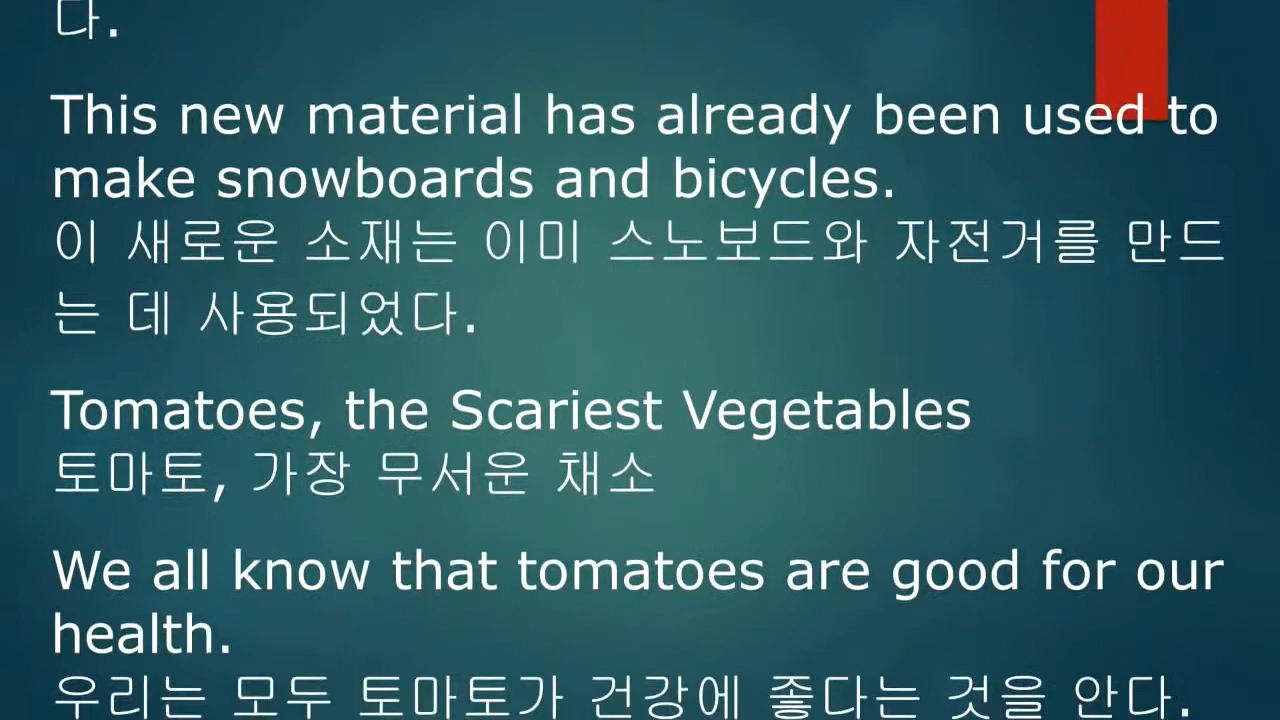 다.
This new material has already been used to
make snowboards and bicycles.
이 새로운 소재는 이미 스노보드와 자전거를 만드
는 데 사용되었다.
Tomatoes, the Scariest Vegetables
토마토, 가장 무서운 채소
We all know that tomatoes are good for our
health.
우리는 모두 토마토가 건강에 좋다는 것을 안다.